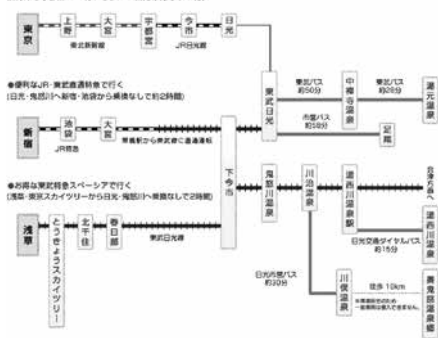 東京
上野
大宮
宇都宮
今市
日光
東北新幹線
JR日光線
●便利なJR・東武直通特急で行く
(日光・鬼怒川へ新宿・池袋から乗換なしで約2時間)
東武日光
東北バス
約50分
中禅寺温泉
東北バス
約28分
湯元温泉
市営バス
足尾
新宿
池袋
大宮
JR特急
栗橋駅から東武線に直通運転
下今市
●お得な東武特急スペーシアで行く
(浅草・東京スカイツリーから日光・鬼怒川へ乗換なしで2時間)
鬼怒川温泉
川治温泉
湯西川温泉駅
会津方面へ
湯西川温泉
日光交通ダイヤルバス
約15分
浅草
とうきょうスカイツリー
北千住
春日部
東武日光線
日光市営バス
約30分
川俣温泉
徒歩 10km
奥鬼怒温泉郷